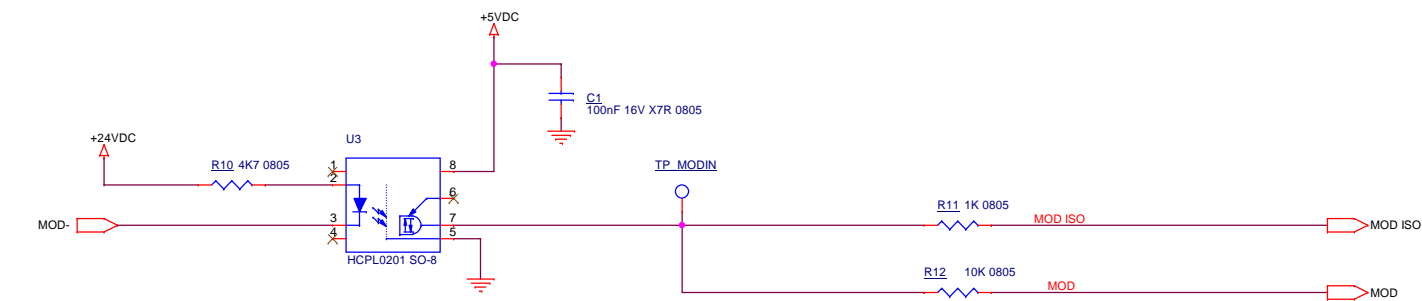 +5VDC
C1
100nF 16V X7R 0805
+24VDC
U3
R10 4K7 0805
1
8
TP_MODIN
2
6
R11 1K 0805
MOD-
3
7
MOD ISO
MOD ISO
4
5
HCPL0201 SO-8
R12 10K 0805
MOD
MOD